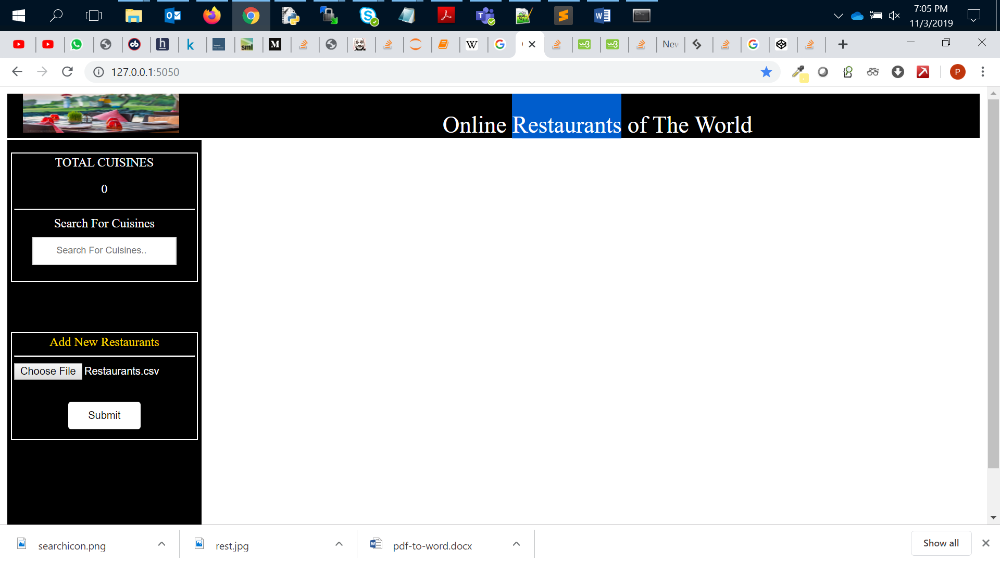 7:05 PM
11/3/2019
sml
M
W
New
127.0.0.1:5050
P
Online Restaurants of The World
TOTAL CUISINES
0
Search For Cuisines
Search For Cuisines..
Add New Restaurants
Choose File Restaurants.csv
Submit
searchicon.png
rest.jpg
pdf-to-word.docx
Show all